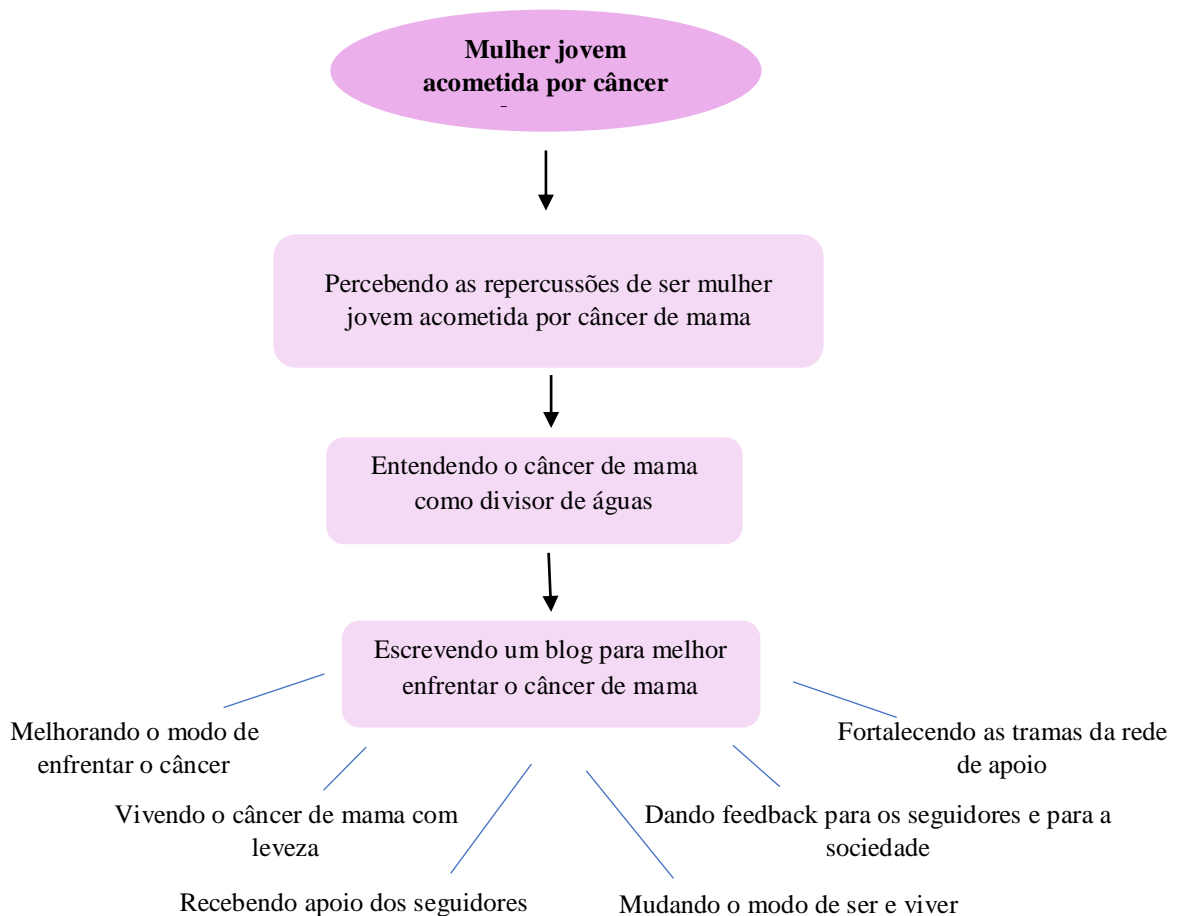 Mulher jovem
acometida por câncer
Percebendo as repercussões de ser mulher
jovem acometida por câncer de mama
Entendendo o câncer de mama
como divisor de águas
Escrevendo um blog para melhor
enfrentar o câncer de mama
Melhorando o modo de
enfrentar o câncer
Fortalecendo as tramas da rede
de apoio
Vivendo o câncer de mama com
leveza
Dando feedback para os seguidores e para a
sociedade
Recebendo apoio dos seguidores
Mudando o modo de ser e viver